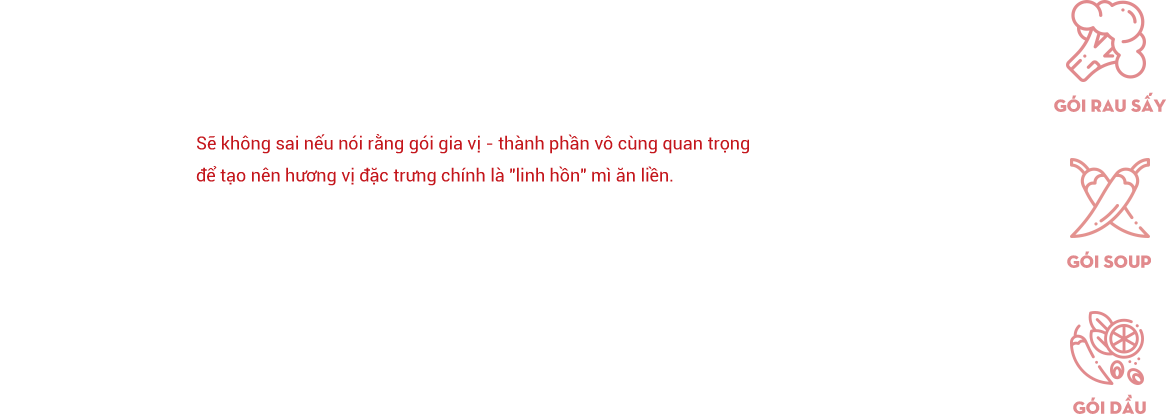 Sẽ không sai nếu nói rằng gói gia vị - thành phần vô cùng quan trọng
để tạo nên hương vị đặc trưng chính là "linh hồn" mì ăn liền.
GÓI RAU SẤY
GÓI SOUP
GÓI DẦU